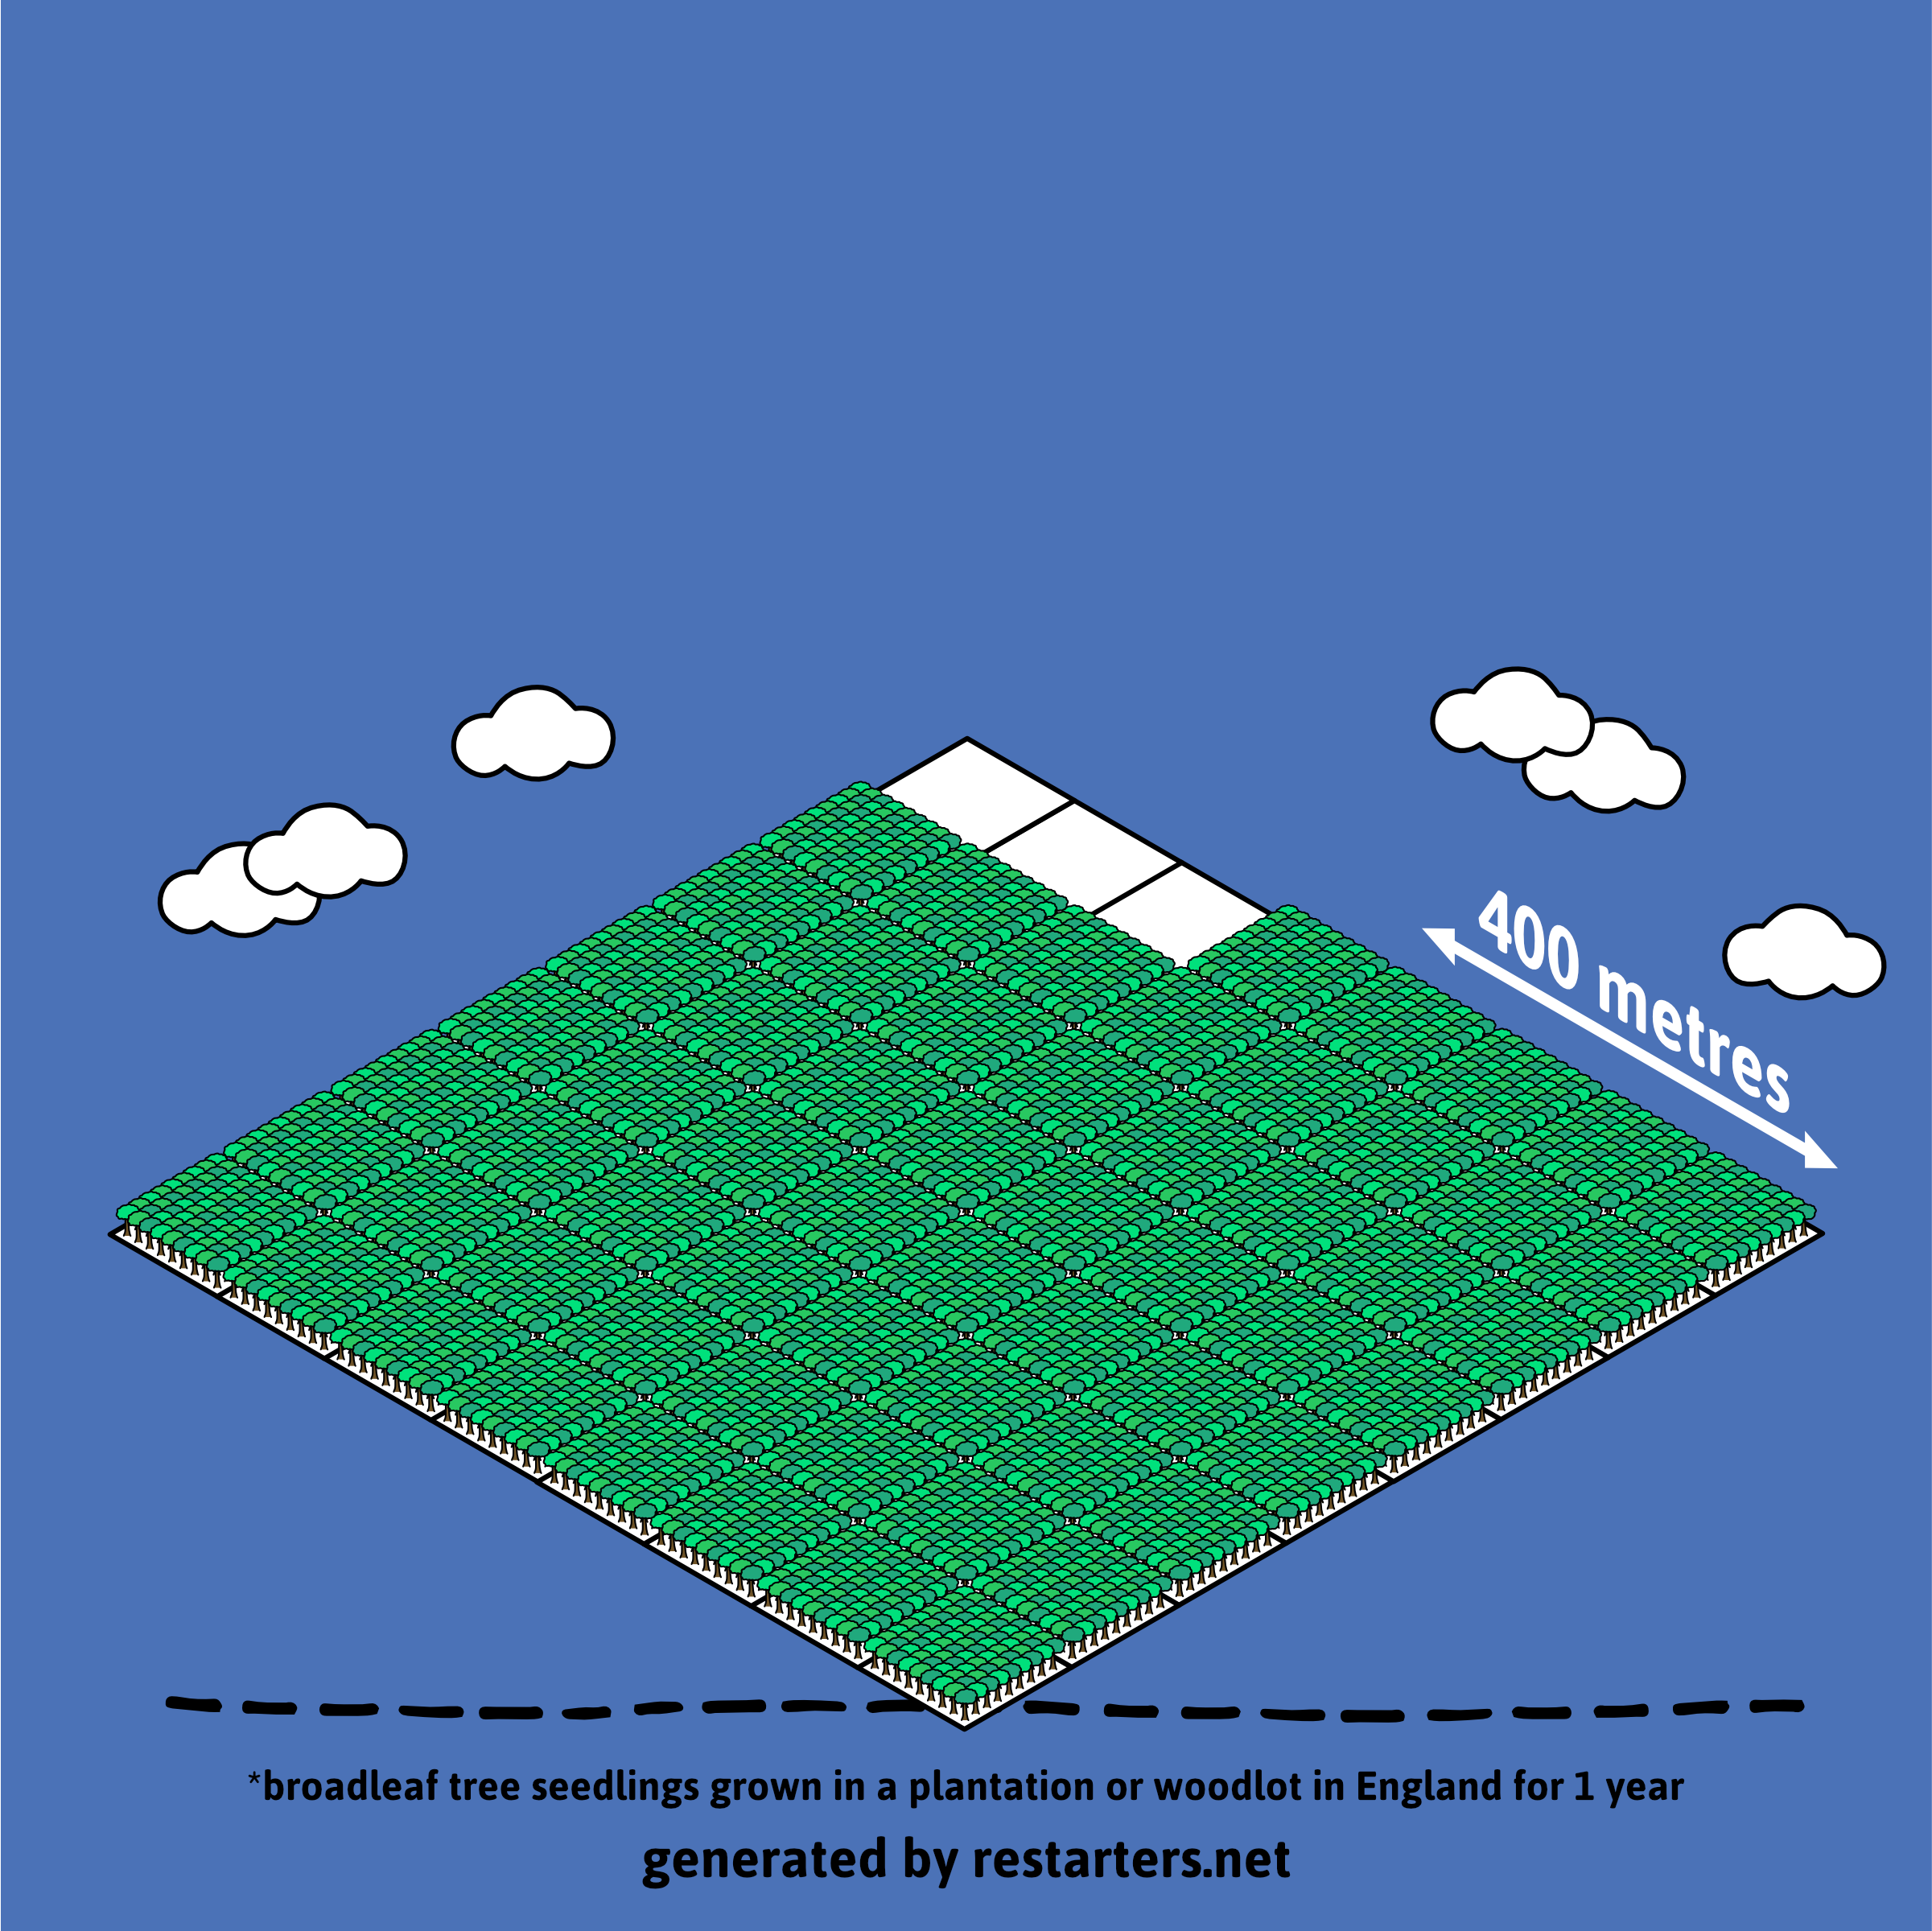 400 metres
*broadleaf tree seedlings grown in a plantation or woodlot in England for 1 year
generated by restarters.net